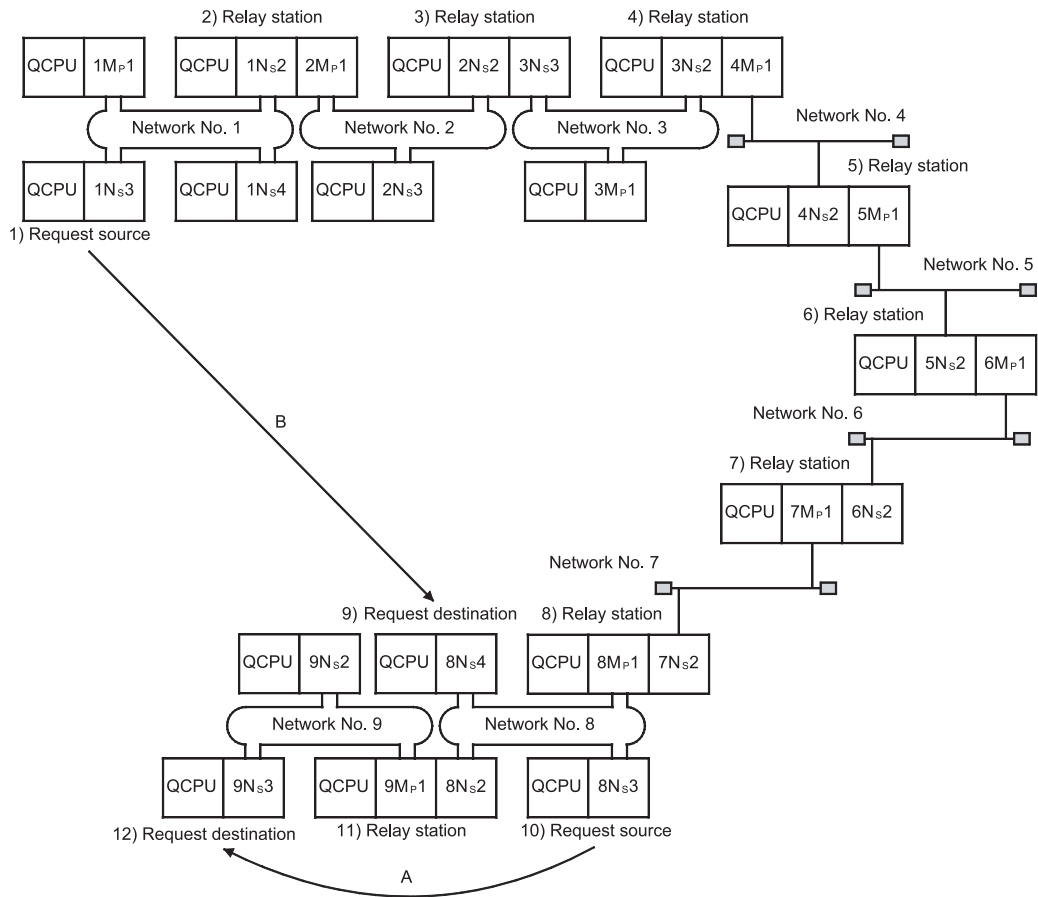 2) Relay station
3) Relay station
4) Relay station
QCPU 1MP1
QCPU 1NS2 2MP1
QCPU 2NS2 3NS3
QCPU 3NS2 4MP1
Network No. 1
Network No. 2
Network No. 3
Network No. 4
QCPU 1NS3
QCPU 1NS4
QCPU 2NS3
QCPU 3MP1
5) Relay station
QCPU 4NS2 5MP1
1) Request source
Network No. 5
6) Relay station
QCPU 5NS2 6MP1
B
Network No. 6
7) Relay station
QCPU 7MP1 6NS2
Network No. 7
9) Request destination
8) Relay station
QCPU 9NS2
QCPU 8NS4
QCPU 8MP1 7NS2
Network No. 9
Network No. 8
QCPU 9NS3
QCPU 9MP1 8NS2
QCPU 8NS3
12) Request destination
11) Relay station
10) Request source
A